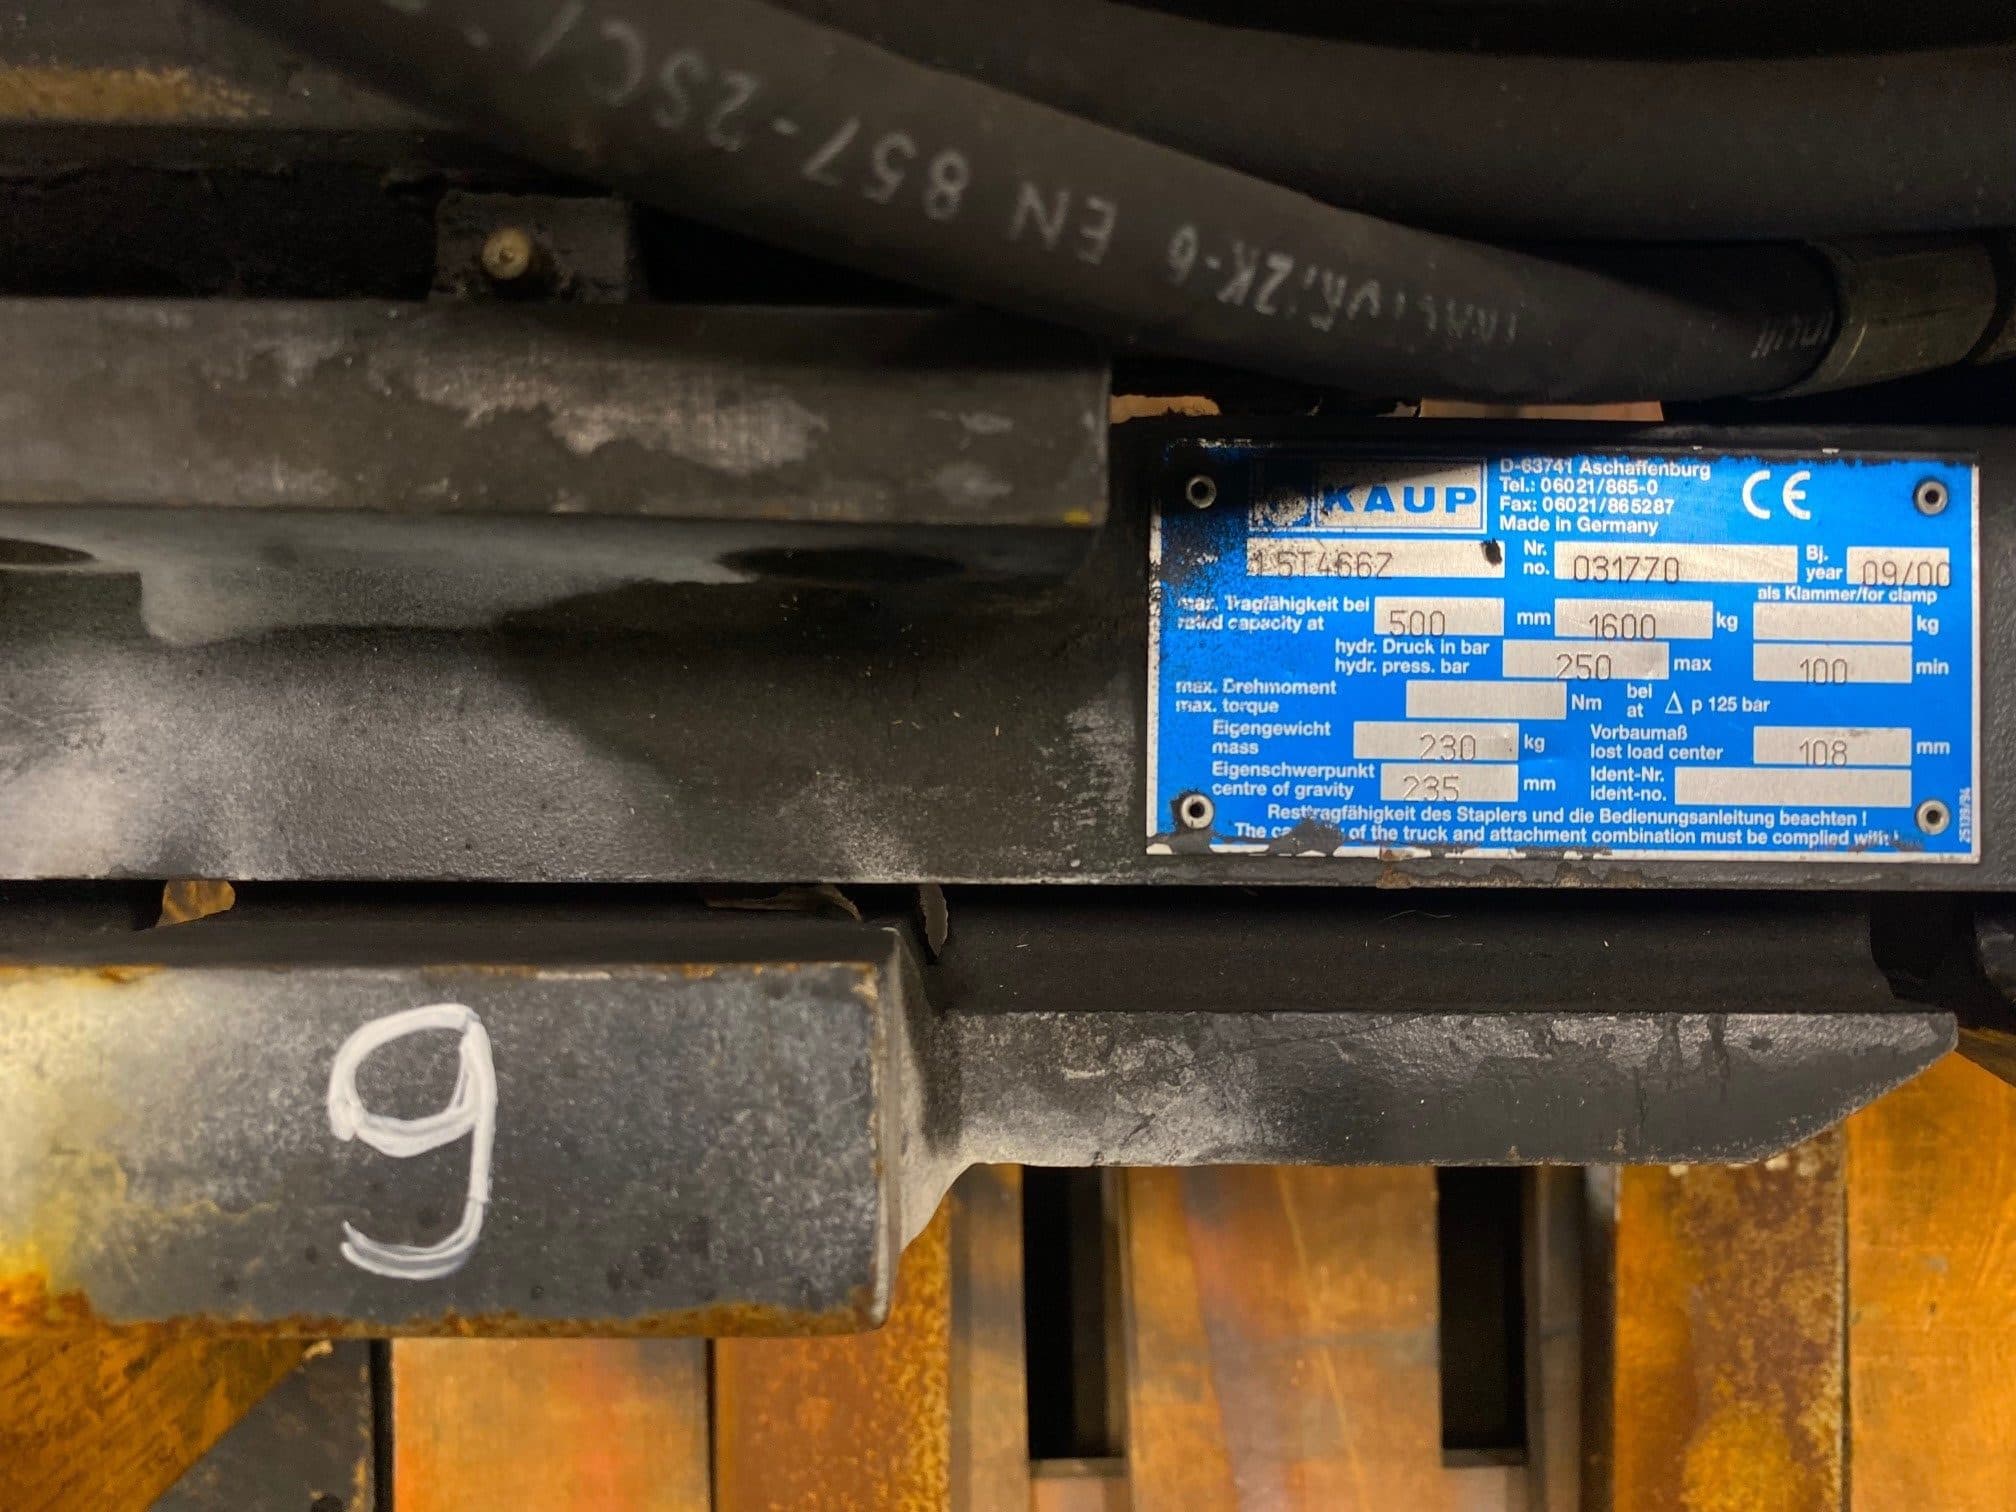 EN 857-2SC
KAUP
D-63741 Aschaffenburg
Tel.: 06021/865-0
Fax: 06021/865287
Made in Germany
CE
1.5T466Z
Nr. no. 031770
Bj. year 09/00
als Klammer/for clamp
max. Tragfähigkeit bei
rated capacity at 500 mm 1600 kg kg
hydr. Druck in bar
hydr. press. bar 250 max 100 min
max. Drehmoment
max. torque Nm bei at Δ p 125 bar
Eigengewicht
mass 230 kg
Vorbaumaß
lost load center 108 mm
Eigenschwerpunkt
centre of gravity 235 mm
Ident-Nr.
ident-no.
Resttragfähigkeit des Staplers und die Bedienungsanleitung beachten !
The of the truck and attachment combination must be complied with !
9